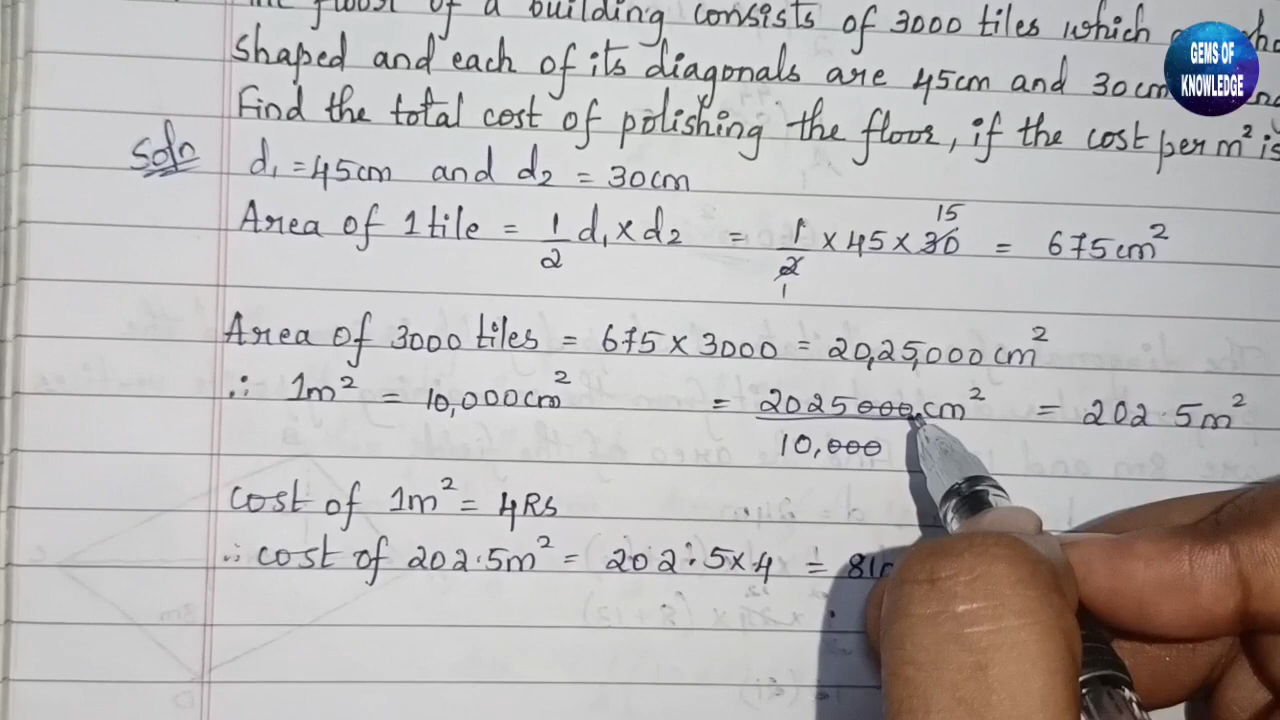 floor of a building consists of 3000 tiles which
shaped and each of its diagonals are 45cm and 30cm
Find the total cost of polishing the floor, if the cost per m² is
Soln d₁ = 45cm and d₂ = 30cm
Area of 1 tile = 1/2 d₁ x d₂ = 1/2 x 45 x 30 = 675cm²
15
1
Area of 3000 tiles = 675 x 3000 = 20,25,000 cm²
∴ 1m² = 10,000cm² = 2025000 cm²/10,000 = 202.5m²
Cost of 1m² = 4Rs
∴ cost of 202.5m² = 202.5x4 = 81
GEMS OF
KNOWLEDGE